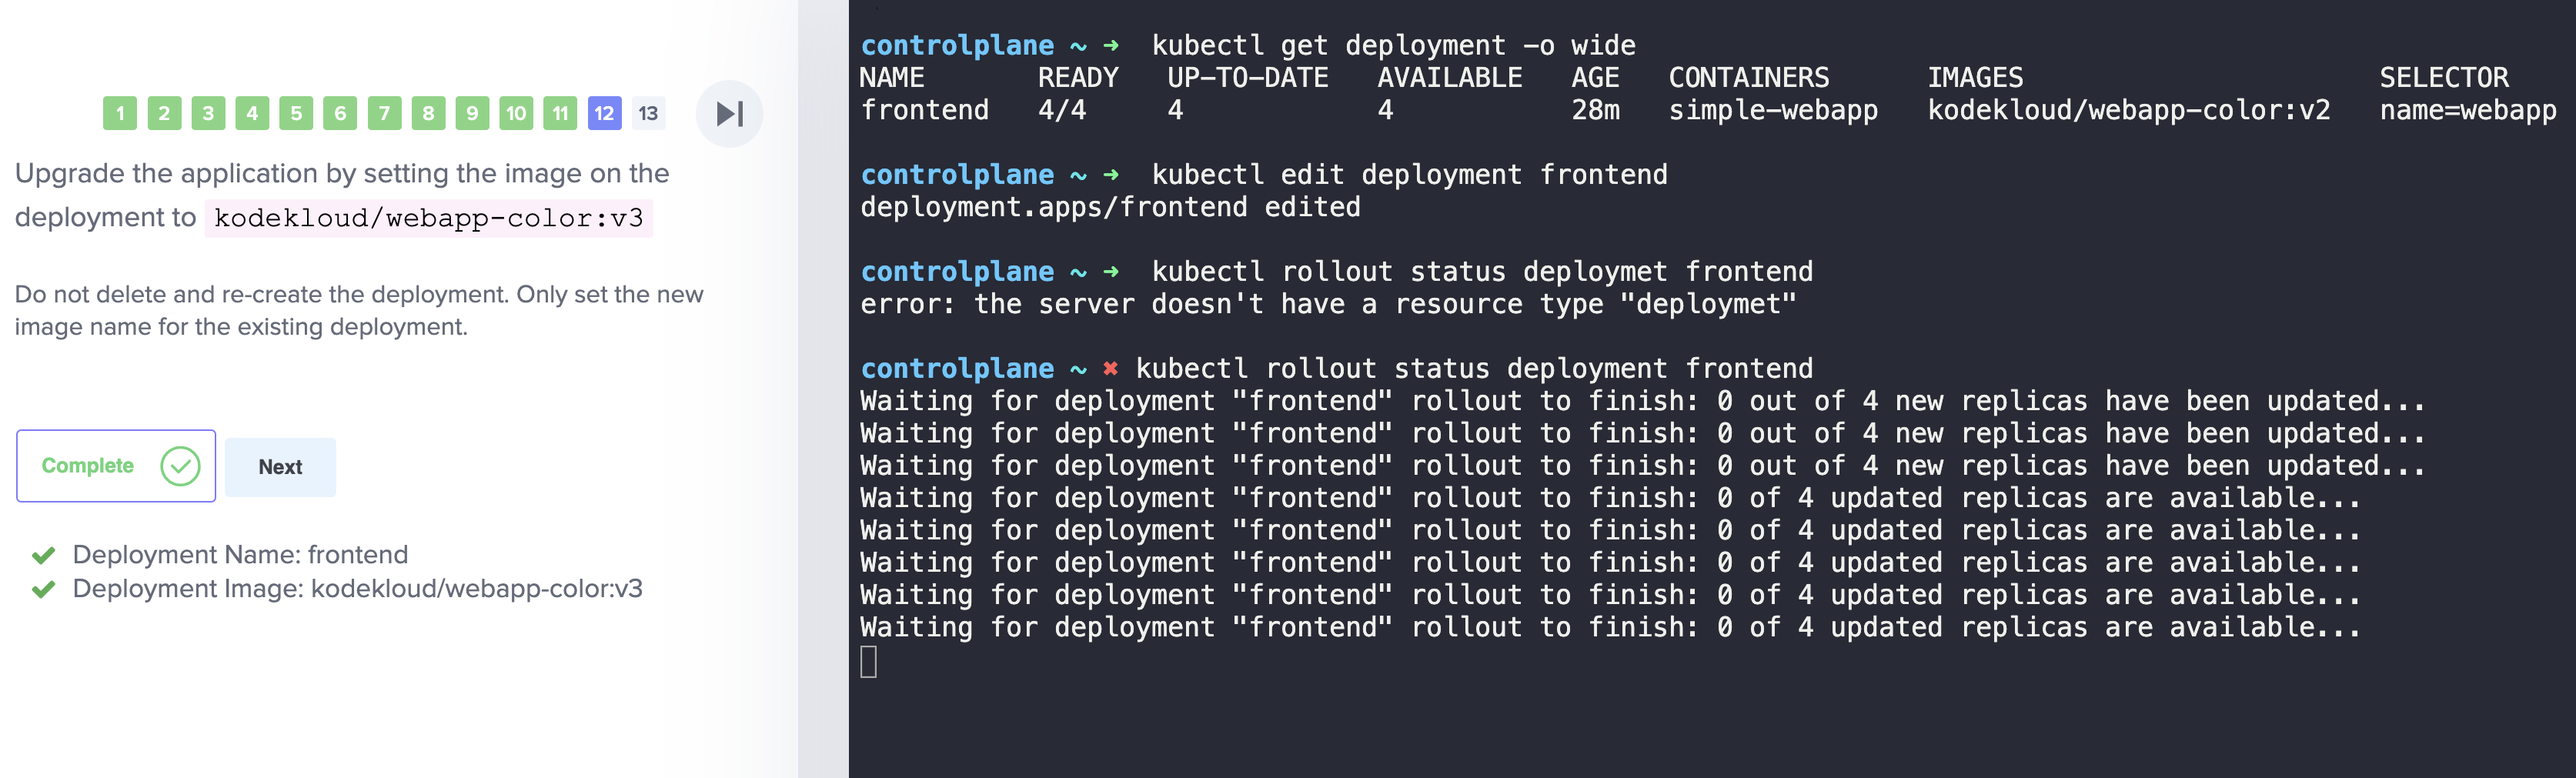 1 2 3 4 5 6 7 8 9 10 11 12 13
Upgrade the application by setting the image on the
deployment to kodekloud/webapp-color:v3
Do not delete and re-create the deployment. Only set the new
image name for the existing deployment.
Complete Next
Deployment Name: frontend
Deployment Image: kodekloud/webapp-color:v3
controlplane ~ ➜  kubectl get deployment -o wide
NAME       READY   UP-TO-DATE   AVAILABLE   AGE   CONTAINERS      IMAGES                      SELECTOR
frontend   4/4     4            4           28m   simple-webapp   kodekloud/webapp-color:v2   name=webapp
controlplane ~ ➜  kubectl edit deployment frontend
deployment.apps/frontend edited
controlplane ~ ➜  kubectl rollout status deploymet frontend
error: the server doesn't have a resource type "deploymet"
controlplane ~ ✖ kubectl rollout status deployment frontend
Waiting for deployment "frontend" rollout to finish: 0 out of 4 new replicas have been updated...
Waiting for deployment "frontend" rollout to finish: 0 out of 4 new replicas have been updated...
Waiting for deployment "frontend" rollout to finish: 0 out of 4 new replicas have been updated...
Waiting for deployment "frontend" rollout to finish: 0 of 4 updated replicas are available...
Waiting for deployment "frontend" rollout to finish: 0 of 4 updated replicas are available...
Waiting for deployment "frontend" rollout to finish: 0 of 4 updated replicas are available...
Waiting for deployment "frontend" rollout to finish: 0 of 4 updated replicas are available...
Waiting for deployment "frontend" rollout to finish: 0 of 4 updated replicas are available...